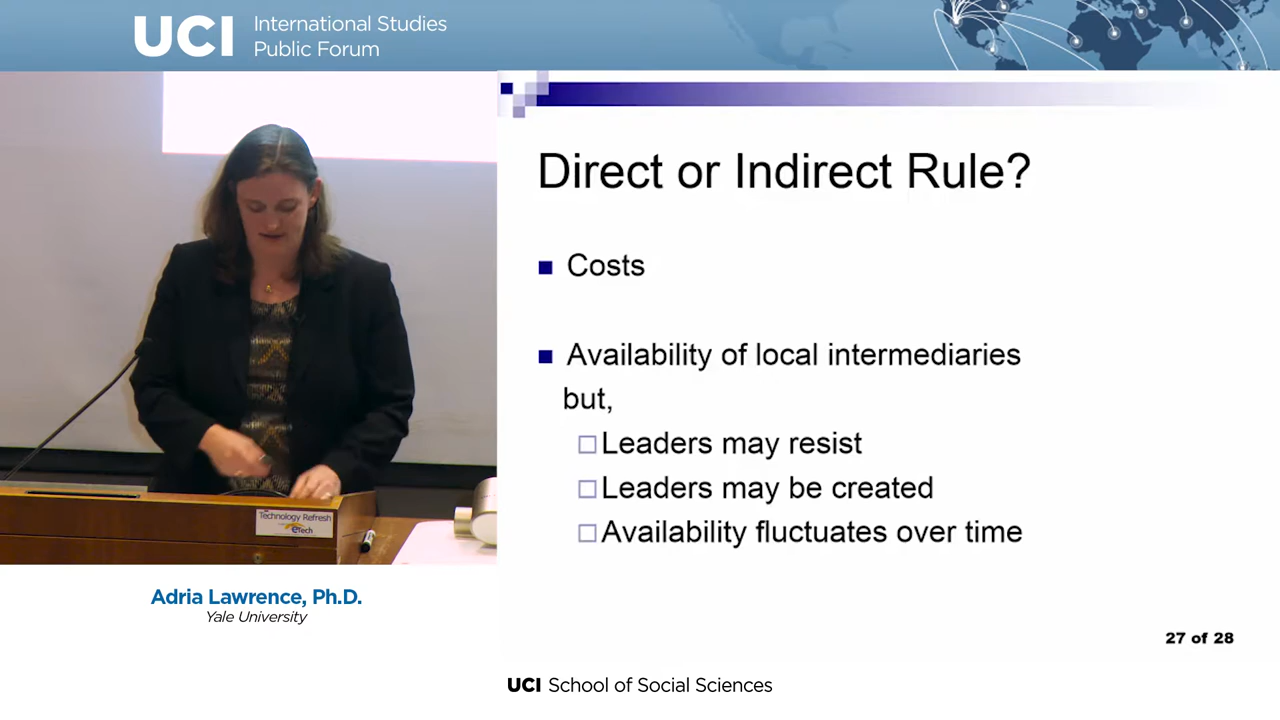 UCI
International Studies
Public Forum
Direct or Indirect Rule?
Costs
Availability of local intermediaries
but,
Leaders may resist
Leaders may be created
Availability fluctuates over time
27 of 28
Technology Refresh
eTech
Adria Lawrence, Ph.D.
Yale University
UCI School of Social Sciences